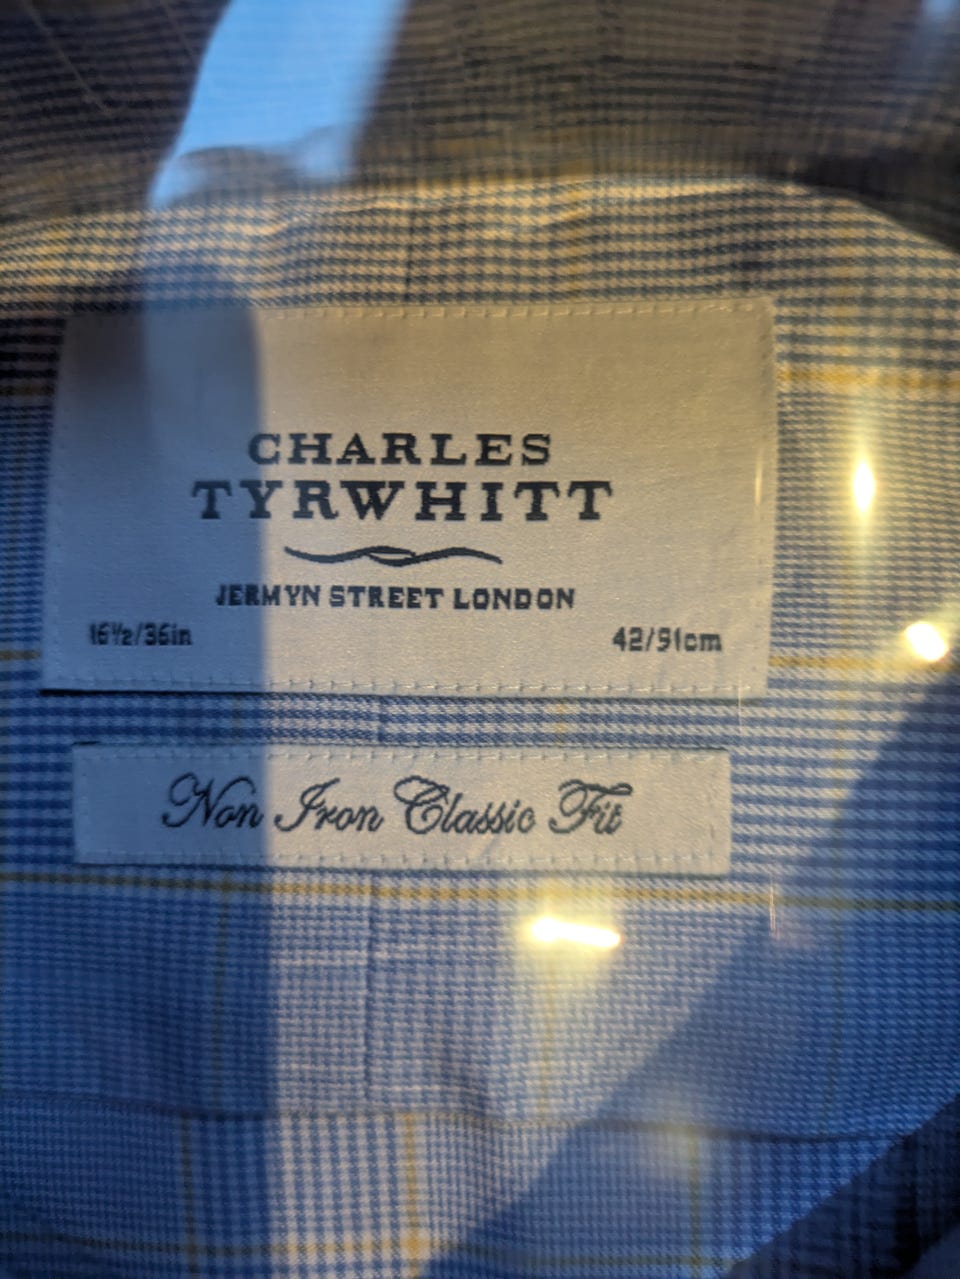 CHARLES
TYRWHITT
JERMYN STREET LONDON
16½/36in 42/91cm
Non Iron Classic Fit